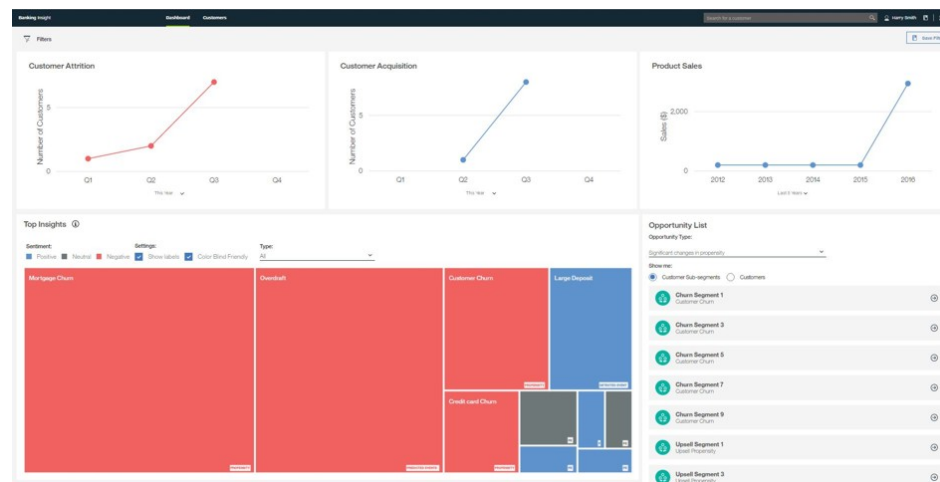 Banking Insight
Dashboard Customers
Search for a customer
Harry Smith
Filters
Customer Attrition
Number of Customers
5
0
Q1 Q2 Q3 Q4
This Year
Customer Acquisition
Number of Customers
5
0
Q1 Q2 Q3 Q4
This Year
Product Sales
Sales ($)
2,000
0
2012 2013 2014 2015 2016
Last 5 Years
Top Insights
Sentiment: Settings: Type:
Positive Neutral Negative Show labels Color Blind Friendly All
Mortgage Churn
Overdraft
Customer Churn
Large Deposit
Credit card Churn
Opportunity List
Opportunity Type:
Significant changes in propensity
Show me:
Customer Sub-segments Customers
Churn Segment 1
Customer Churn
Churn Segment 3
Customer Churn
Churn Segment 5
Customer Churn
Churn Segment 7
Customer Churn
Churn Segment 9
Customer Churn
Upsell Segment 1
Upsell Propensity
Upsell Segment 3
Upsell Propensity